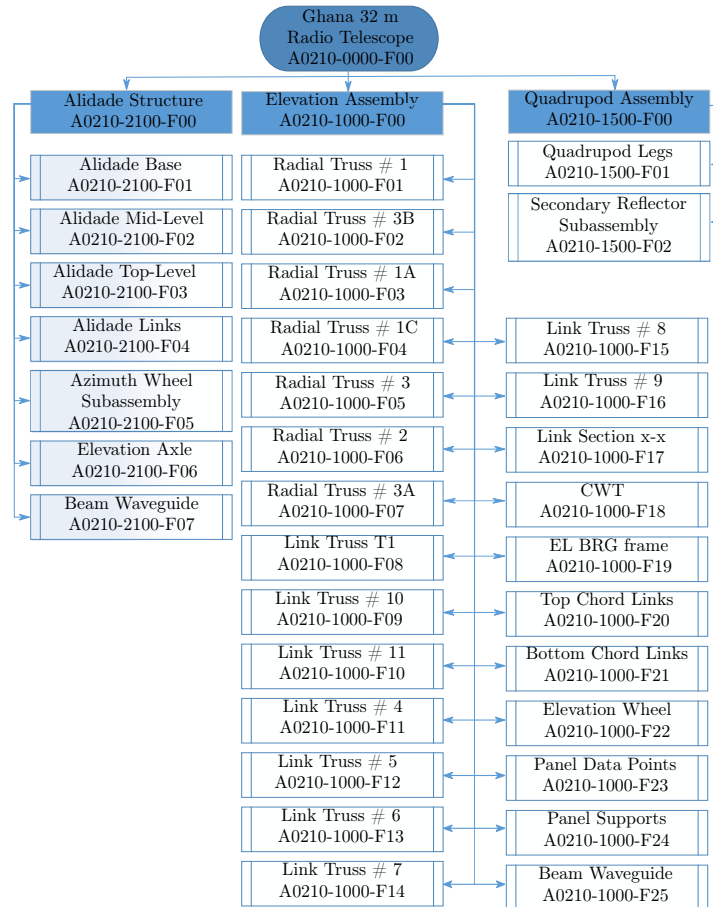 Ghana 32 m
Radio Telescope
A0210-0000-F00
Alidade Structure
A0210-2100-F00
Elevation Assembly
A0210-1000-F00
Quadrupod Assembly
A0210-1500-F00
Alidade Base
A0210-2100-F01
Alidade Mid-Level
A0210-2100-F02
Alidade Top-Level
A0210-2100-F03
Alidade Links
A0210-2100-F04
Azimuth Wheel
Subassembly
A0210-2100-F05
Elevation Axle
A0210-2100-F06
Beam Waveguide
A0210-2100-F07
Radial Truss # 1
A0210-1000-F01
Radial Truss # 3B
A0210-1000-F02
Radial Truss # 1A
A0210-1000-F03
Radial Truss # 1C
A0210-1000-F04
Radial Truss # 3
A0210-1000-F05
Radial Truss # 2
A0210-1000-F06
Radial Truss # 3A
A0210-1000-F07
Link Truss T1
A0210-1000-F08
Link Truss # 10
A0210-1000-F09
Link Truss # 11
A0210-1000-F10
Link Truss # 4
A0210-1000-F11
Link Truss # 5
A0210-1000-F12
Link Truss # 6
A0210-1000-F13
Link Truss # 7
A0210-1000-F14
Quadrupod Legs
A0210-1500-F01
Secondary Reflector
Subassembly
A0210-1500-F02
Link Truss # 8
A0210-1000-F15
Link Truss # 9
A0210-1000-F16
Link Section x-x
A0210-1000-F17
CWT
A0210-1000-F18
EL BRG frame
A0210-1000-F19
Top Chord Links
A0210-1000-F20
Bottom Chord Links
A0210-1000-F21
Elevation Wheel
A0210-1000-F22
Panel Data Points
A0210-1000-F23
Panel Supports
A0210-1000-F24
Beam Waveguide
A0210-1000-F25